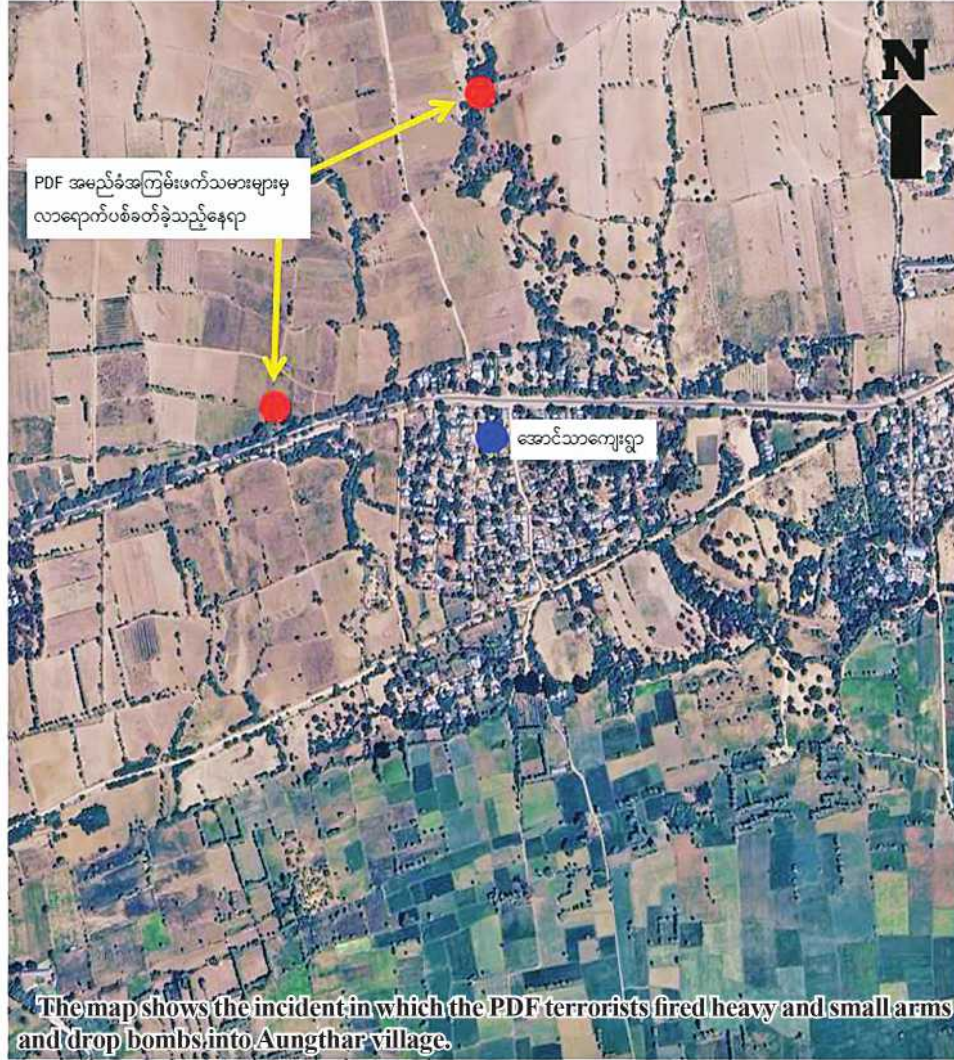 N
PDF အမည်ခံအကြမ်းဖက်သမားများမှ
လာရောက်ပစ်ခတ်ခဲ့သည့်နေရာ
အောင်သာကျေးရွာ
The map shows the incident in which the PDF terrorists fired heavy and small arms
and drop bombs into Aungthar village.